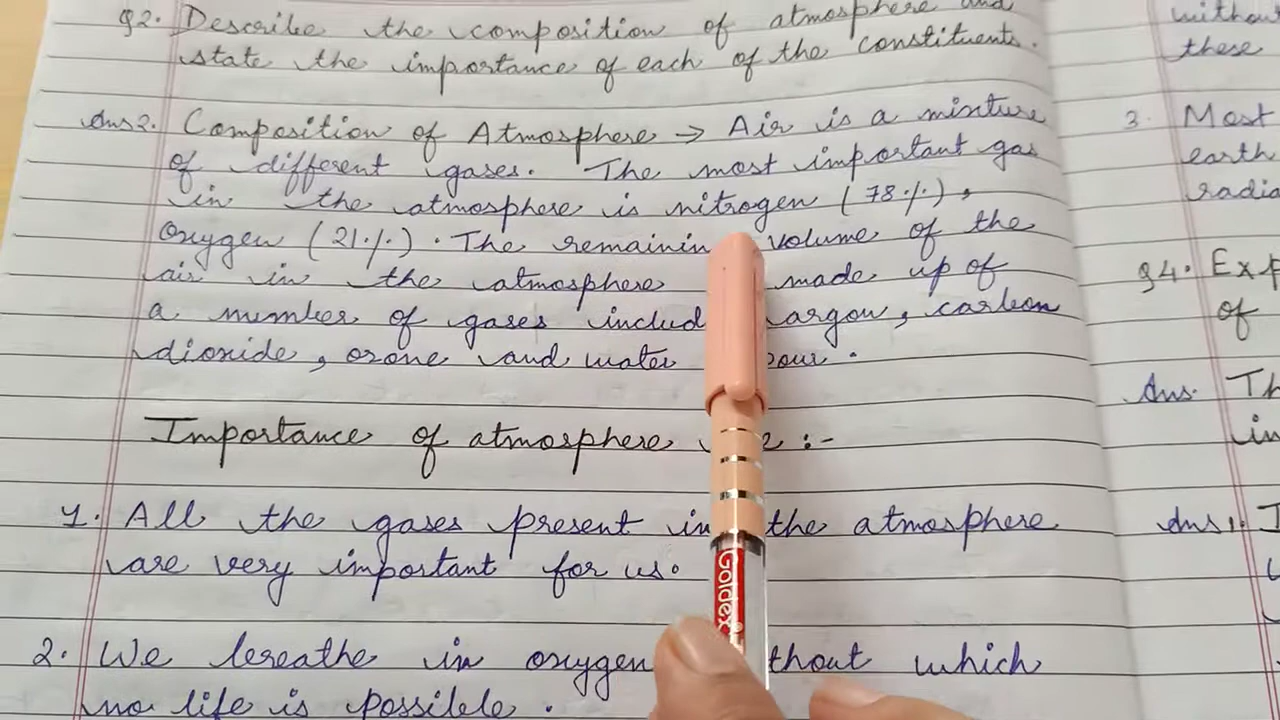 Q2. Describe the composition of atmosphere and
state the importance of each of the constituents.
Ans2. Composition of Atmosphere → Air is a mixture
of different gases. The most important gas
in the atmosphere is nitrogen (78%),
Oxygen (21%). The remainin volume of the
air in the atmosphere made up of
a number of gases includ argon, carbon
dioxide, ozone and water pour.
Importance of atmosphere :-
1. All the gases present in the atmosphere
are very important for us.
2. We breathe in oxygen thout which
no life is possible.
withou
these
3. Most
earth
radia
Q4. Exp
of
Ans. Th
in
Ans 1. I
Goldex